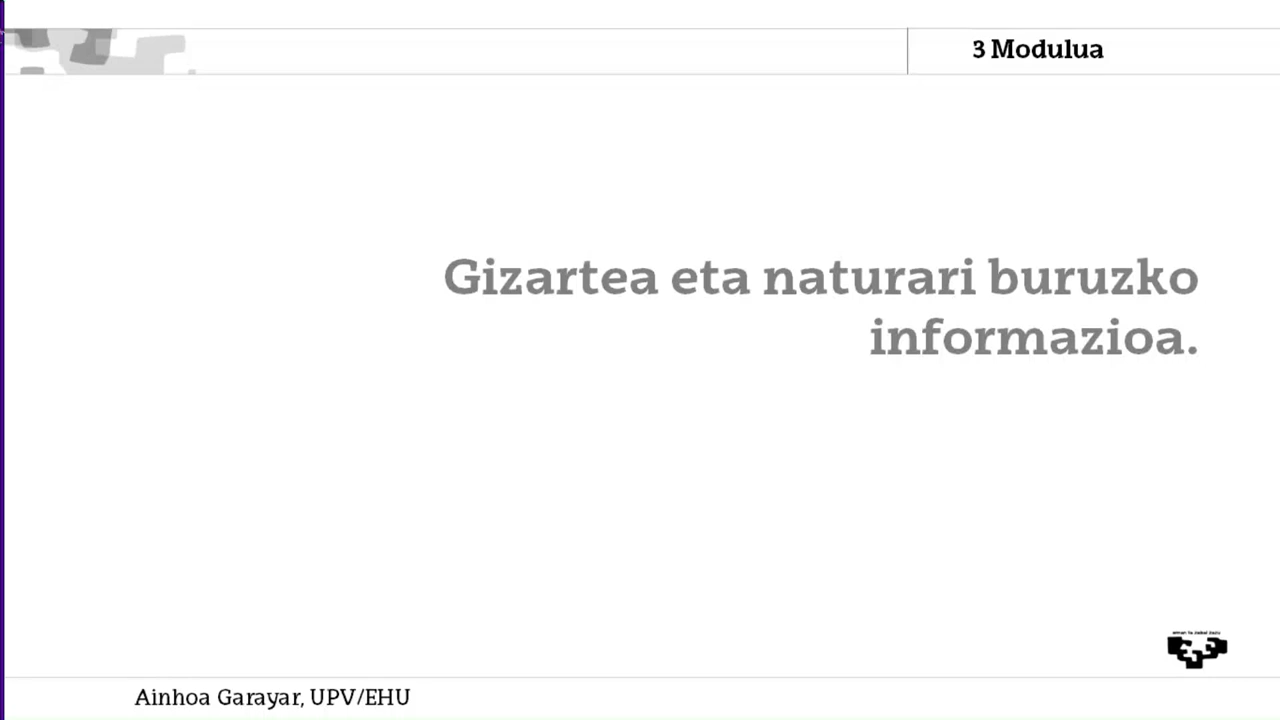 3 Modulua
Gizartea eta naturari buruzko
informazioa.
Ainhoa Garayar, UPV/EHU